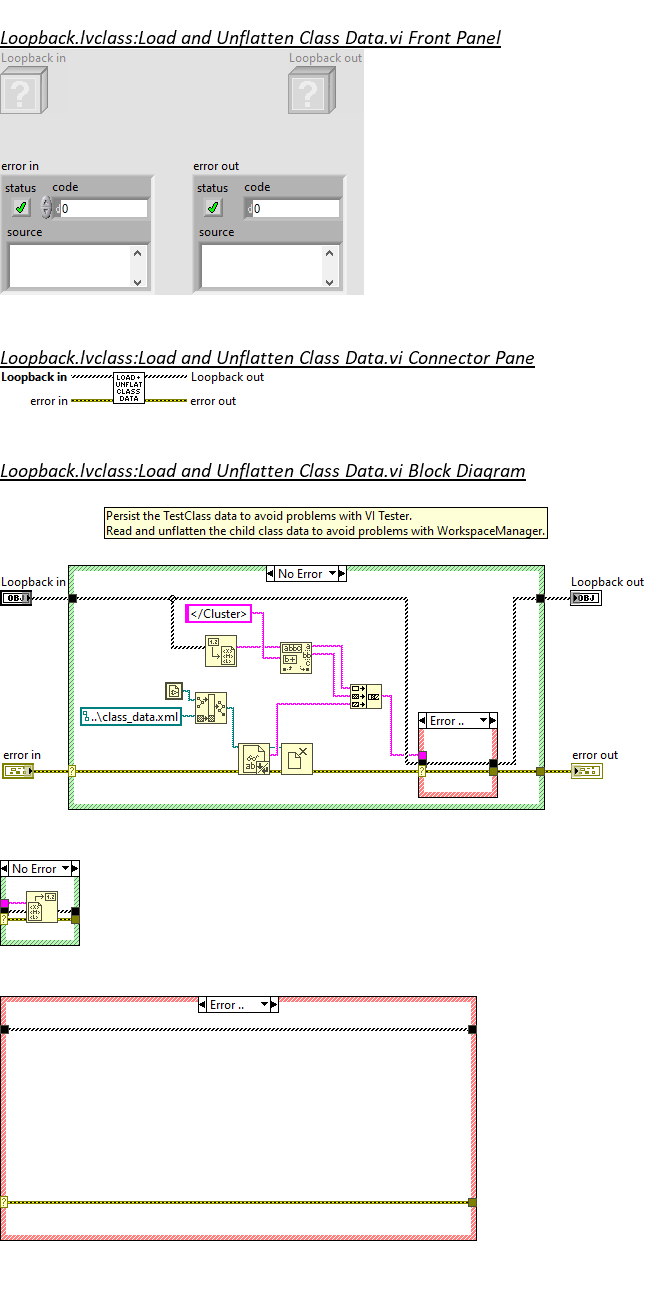 Loopback.lvclass:Load and Unflatten Class Data.vi Front Panel
Loopback in
Loopback out
error in
error out
status code
status code
0
0
source
source
Loopback.lvclass:Load and Unflatten Class Data.vi Connector Pane
Loopback in
LOAD+
UNFLAT
CLASS
DATA
Loopback out
error in
error out
Loopback.lvclass:Load and Unflatten Class Data.vi Block Diagram
Persist the TestClass data to avoid problems with VI Tester.
Read and unflatten the child class data to avoid problems with WorkspaceManager.
No Error
Loopback in
Loopback out
OBJ
OBJ
</Cluster>
..\class_data.xml
Error ..
error in
error out
No Error
Error ..